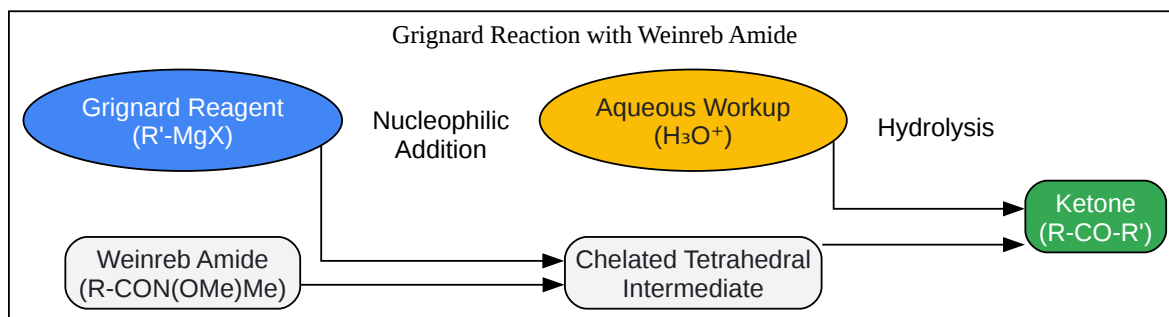 Grignard Reaction with Weinreb Amide
Grignard Reagent
(R'-MgX)
Nucleophilic
Addition
Aqueous Workup
(H₃O⁺)
Hydrolysis
Ketone
(R-CO-R')
Weinreb Amide
(R-CON(OMe)Me)
Chelated Tetrahedral
Intermediate